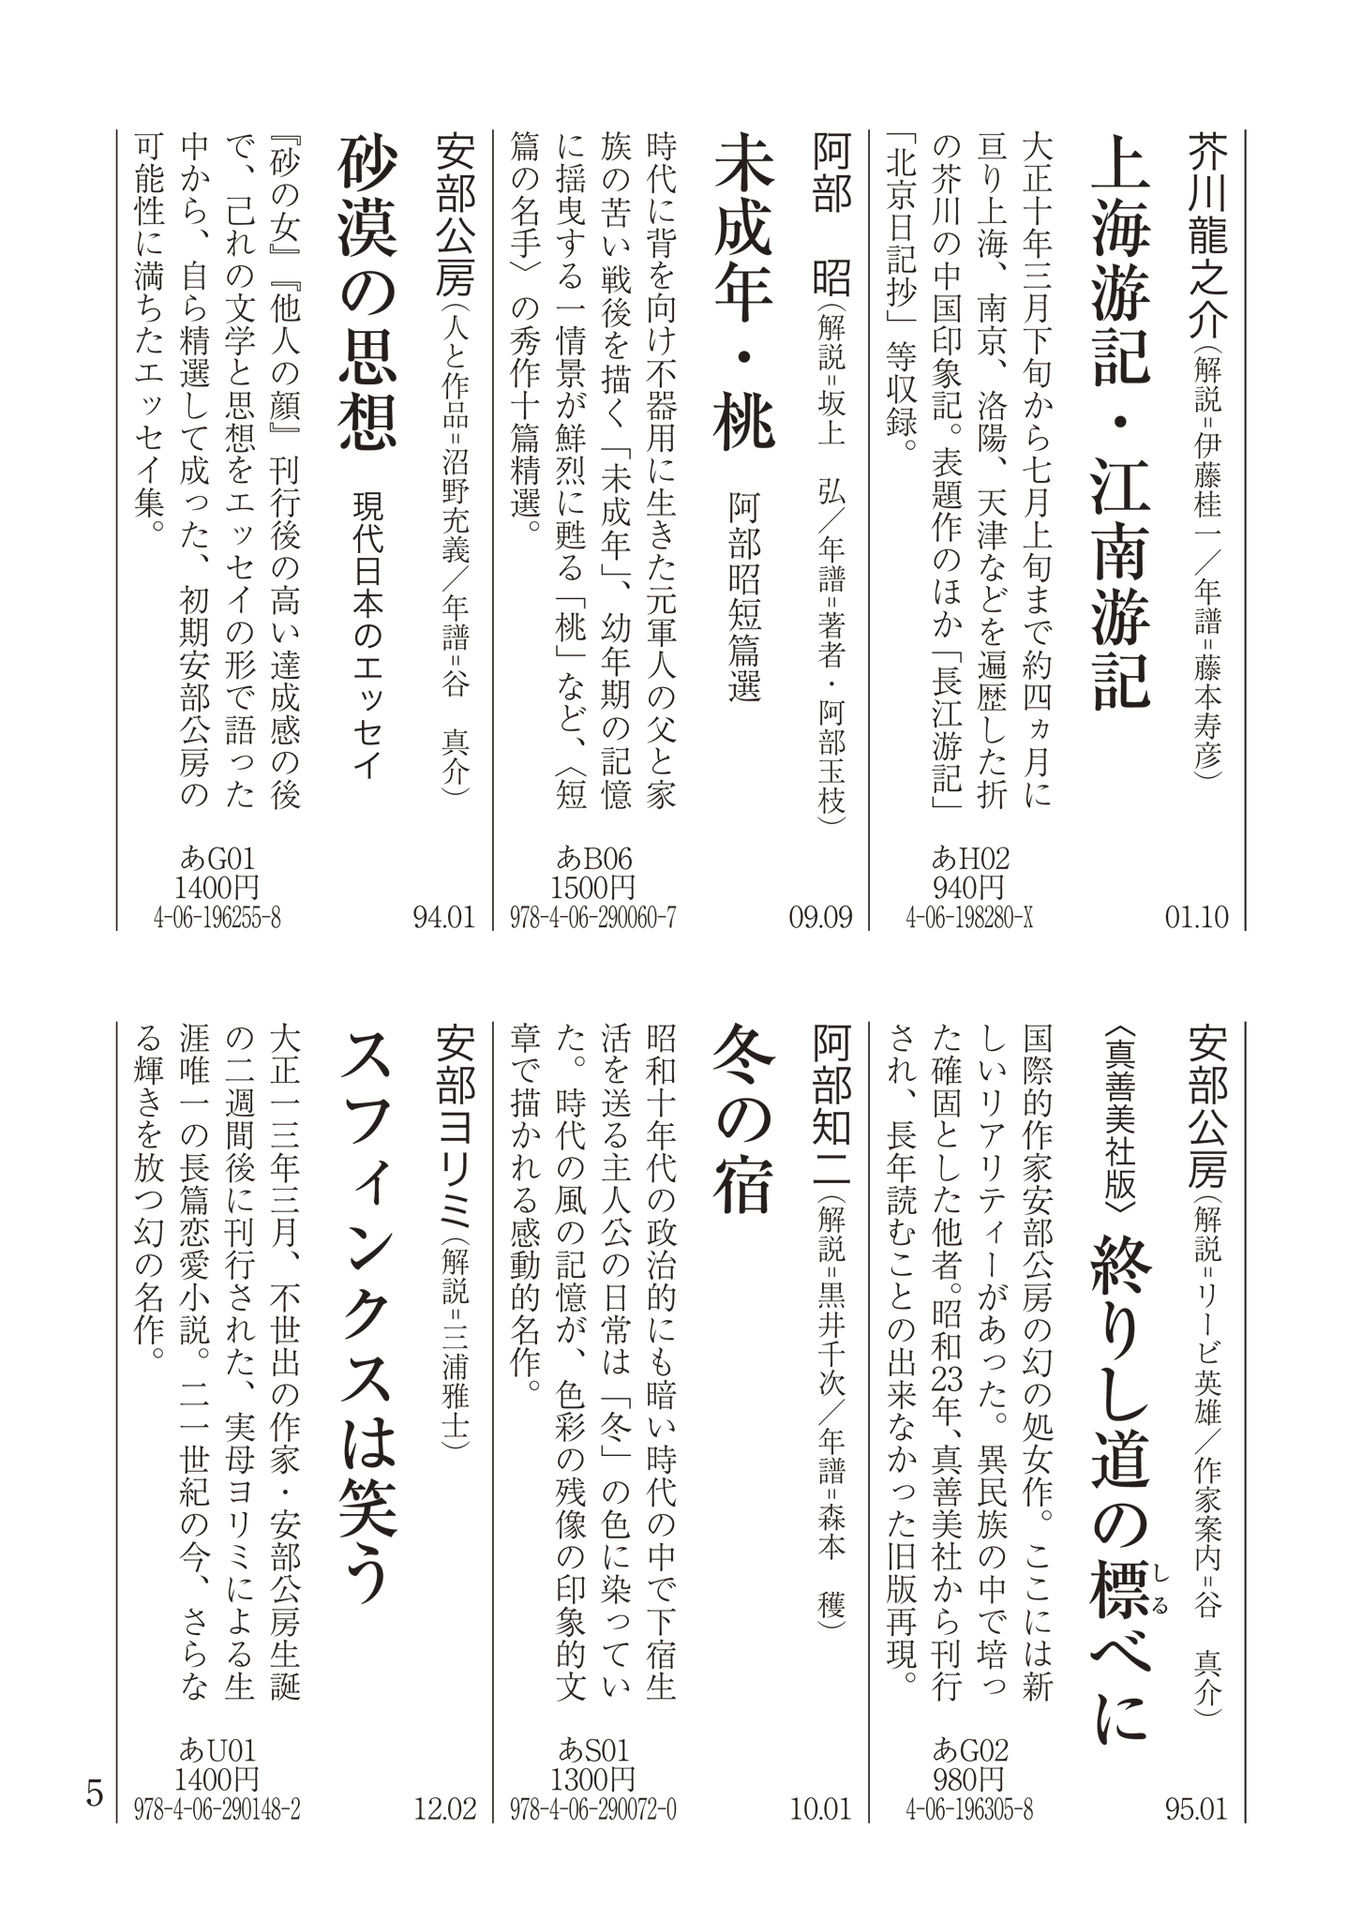 芥川龍之介(解説=伊藤桂一／年譜=藤本寿彦)
上海游記・江南游記
大正十年三月下旬から七月上旬まで約四ヵ月に
亘り上海、南京、洛陽、天津などを遍歴した折
の芥川の中国印象記。表題作のほか「長江游記」
「北京日記抄」等収録。
あH02
940円
4-06-198280-X
01.10
阿部　昭(解説=坂上　弘／年譜=著者・阿部玉枝)
未成年・桃　阿部昭短篇選
時代に背を向け不器用に生きた元軍人の父と家
族の苦い戦後を描く「未成年」、幼年期の記憶
に揺曳する一情景が鮮烈に甦る「桃」など、〈短
篇の名手〉の秀作十篇精選。
あB06
1500円
978-4-06-290060-7
09.09
安部公房(人と作品=沼野充義／年譜=谷　真介)
砂漠の思想　現代日本のエッセイ
『砂の女』『他人の顔』刊行後の高い達成感の後
で、己れの文学と思想をエッセイの形で語った
中から、自ら精選して成った、初期安部公房の
可能性に満ちたエッセイ集。
あG01
1400円
4-06-196255-8
94.01
安部公房(解説=リービ英雄／作家案内=谷　真介)
〈真善美社版〉終りし道の標べに
しる
国際的作家安部公房の幻の処女作。ここには新
しいリアリティーがあった。異民族の中で培っ
た確固とした他者。昭和23年、真善美社から刊行
され、長年読むことの出来なかった旧版再現。
あG02
980円
4-06-196305-8
95.01
阿部知二(解説=黒井千次／年譜=森本　穫)
冬の宿
昭和十年代の政治的にも暗い時代の中で下宿生
活を送る主人公の日常は「冬」の色に染ってい
た。時代の風の記憶が、色彩の残像の印象的文
章で描かれる感動的名作。
あS01
1300円
978-4-06-290072-0
10.01
安部ヨリミ(解説=三浦雅士)
スフィンクスは笑う
大正一三年三月、不世出の作家・安部公房生誕
の二週間後に刊行された、実母ヨリミによる生
涯唯一の長篇恋愛小説。二一世紀の今、さらな
る輝きを放つ幻の名作。
あU01
1400円
978-4-06-290148-2
12.02
5